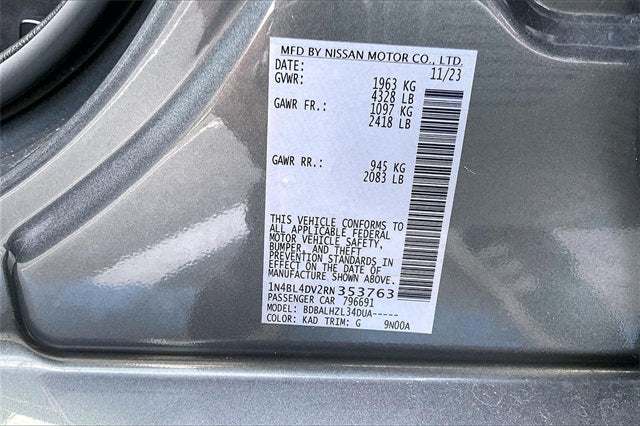 MFD BY NISSAN MOTOR CO., LTD.
DATE: 11/23
GVWR: 1963 KG
4328 LB
GAWR FR.: 1097 KG
2418 LB
GAWR RR.: 945 KG
2083 LB
THIS VEHICLE CONFORMS TO
ALL APPLICABLE FEDERAL
MOTOR VEHICLE SAFETY,
BUMPER, AND THEFT
PREVENTION STANDARDS IN
EFFECT ON THE DATE OF
MANUFACTURE SHOWN ABOVE.
1N4BL4DV2RN353763
PASSENGER CAR 796691
MODEL: BDBALHZL34DUA-----
COLOR: KAD TRIM: G 9N00A